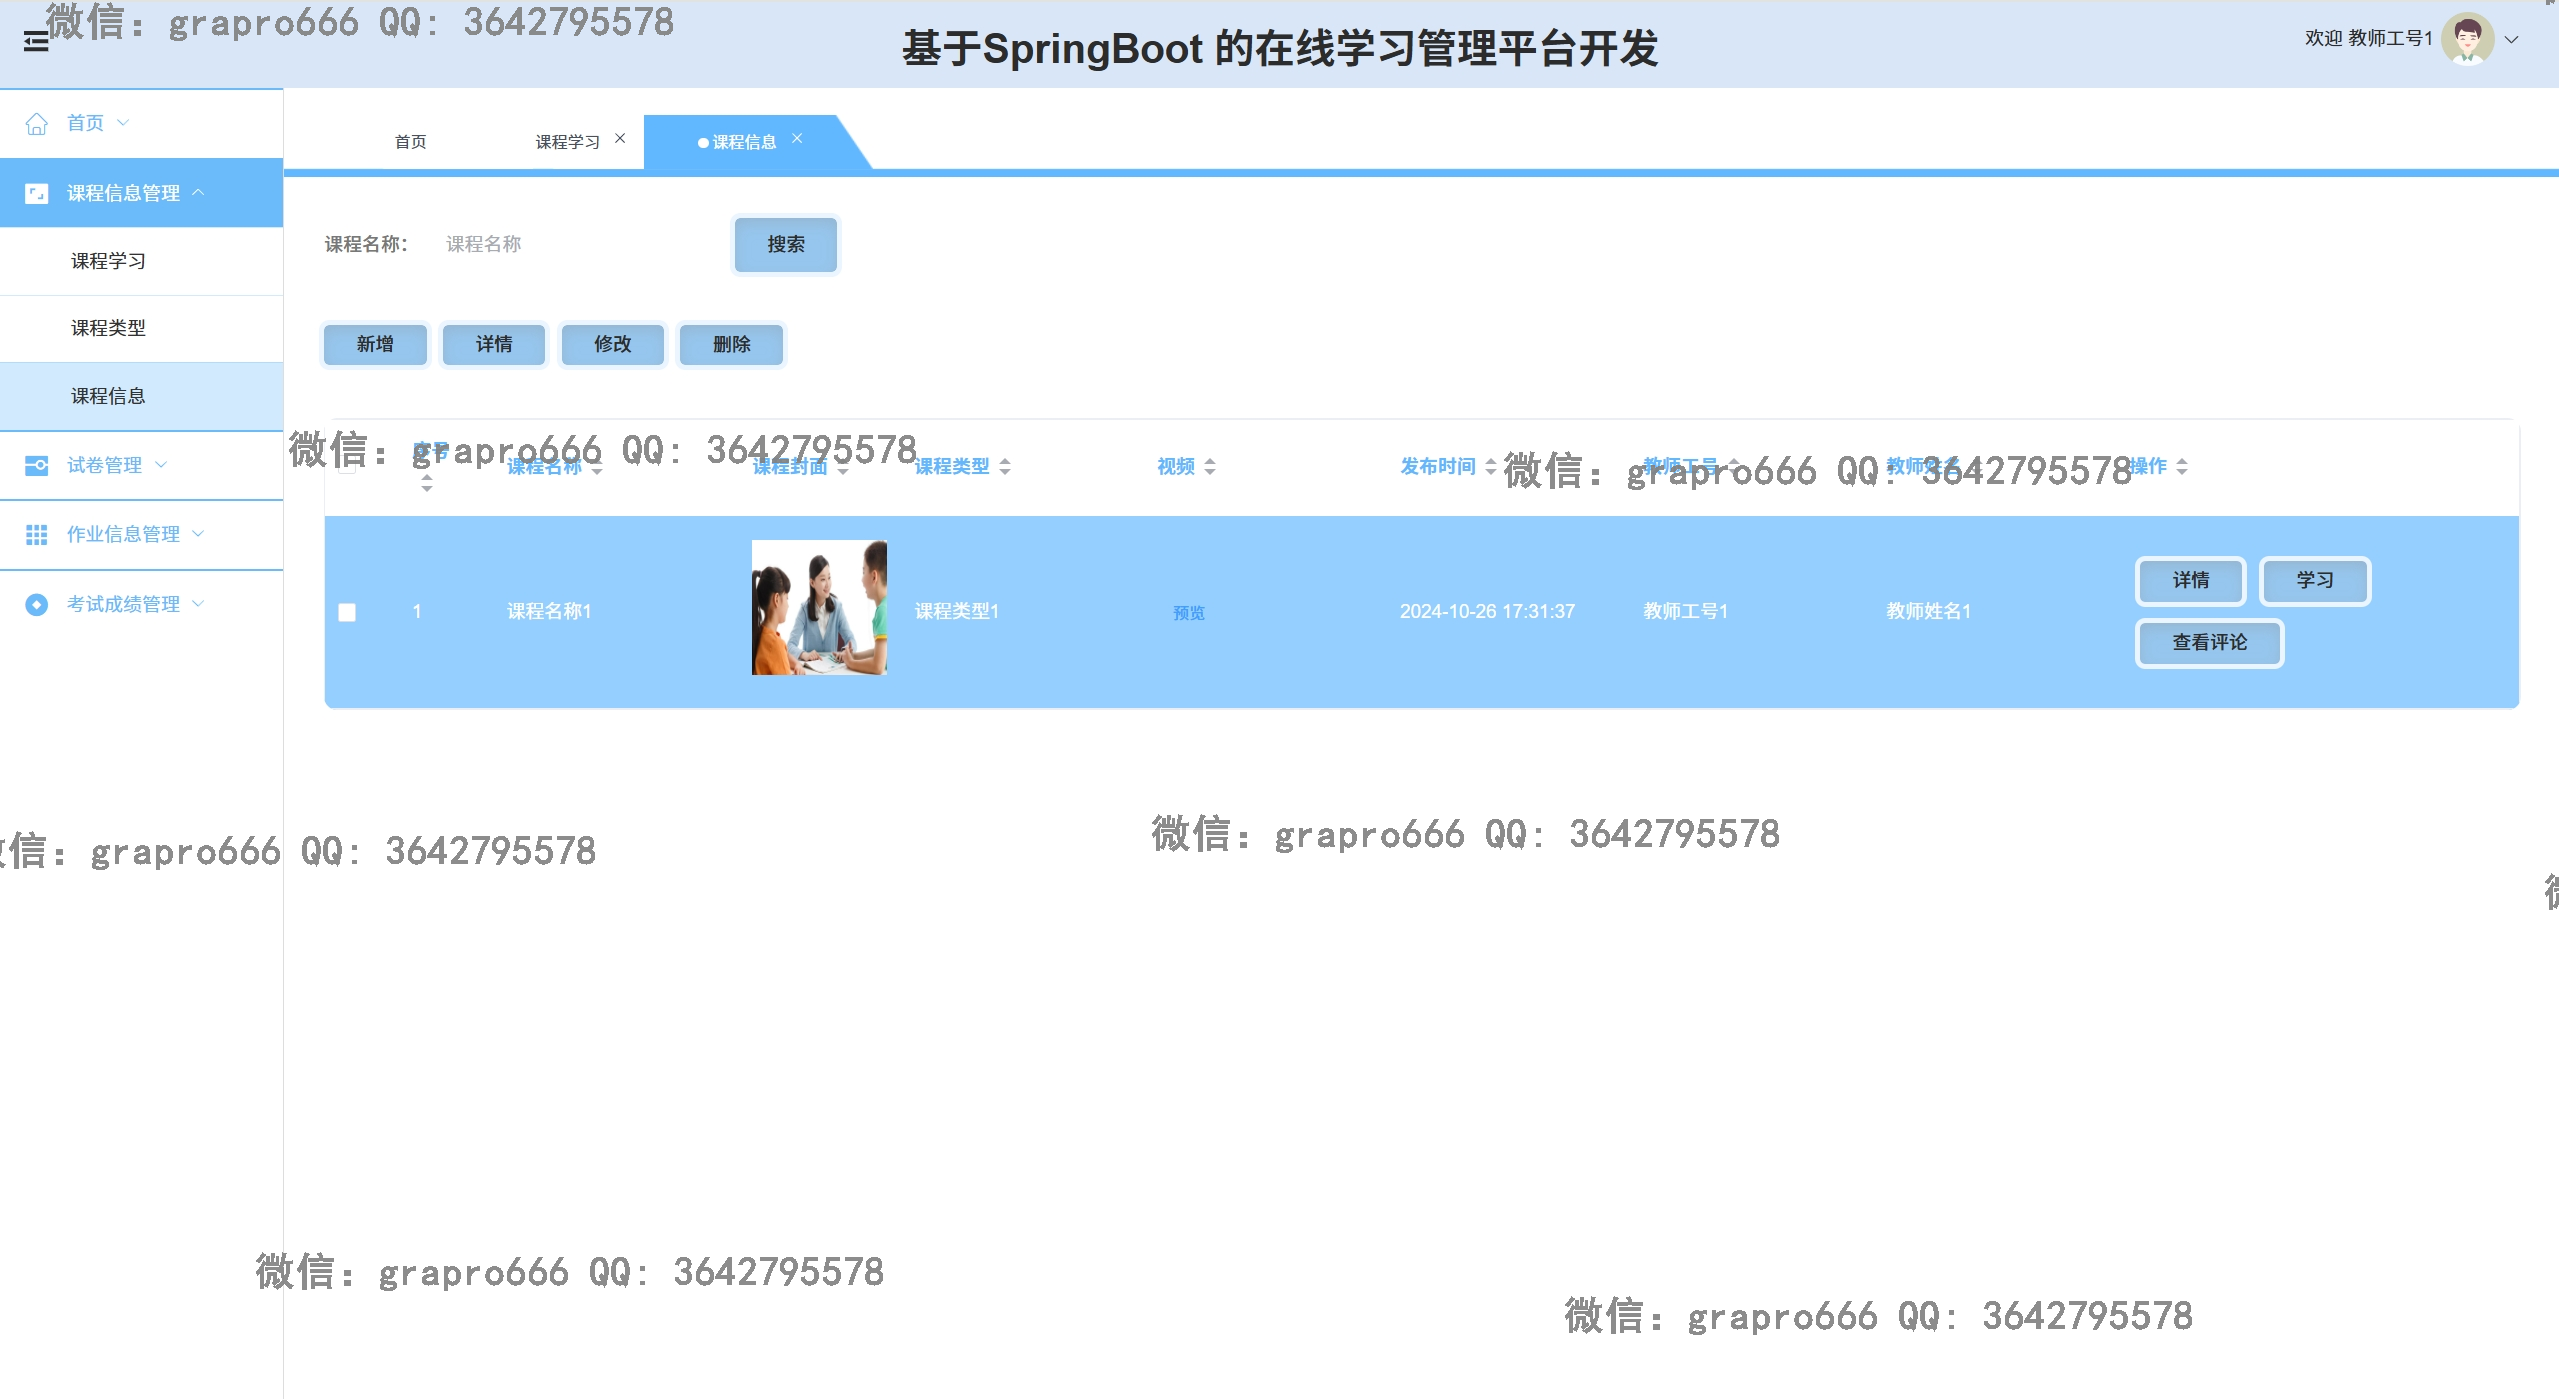 微信: grapro666 QQ: 3642795578
基于SpringBoot 的在线学习管理平台开发
欢迎 教师工号1
首页
课程信息管理
课程学习
课程类型
课程信息
试卷管理
作业信息管理
考试成绩管理
首页 课程学习 课程信息
课程名称: 课程名称 搜索
新增 详情 修改 删除
微信: grapro666 QQ: 3642795578
微信: grapro666 QQ: 3642795578
序号 课程名称 课程封面 课程类型 视频 发布时间 教师工号 教师姓名 操作
1 课程名称1 课程类型1 预览 2024-10-26 17:31:37 教师工号1 教师姓名1
详情 学习
查看评论
微信: grapro666 QQ: 3642795578
微信: grapro666 QQ: 3642795578
微信: grapro666 QQ: 3642795578
微信: grapro666 QQ: 3642795578